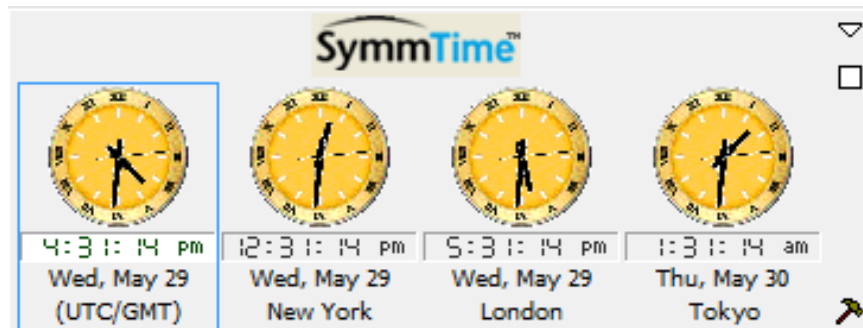 SymmTime™
4:31:14 pm
Wed, May 29
(UTC/GMT)
12:31:14 pm
Wed, May 29
New York
5:31:14 pm
Wed, May 29
London
1:31:14 am
Thu, May 30
Tokyo